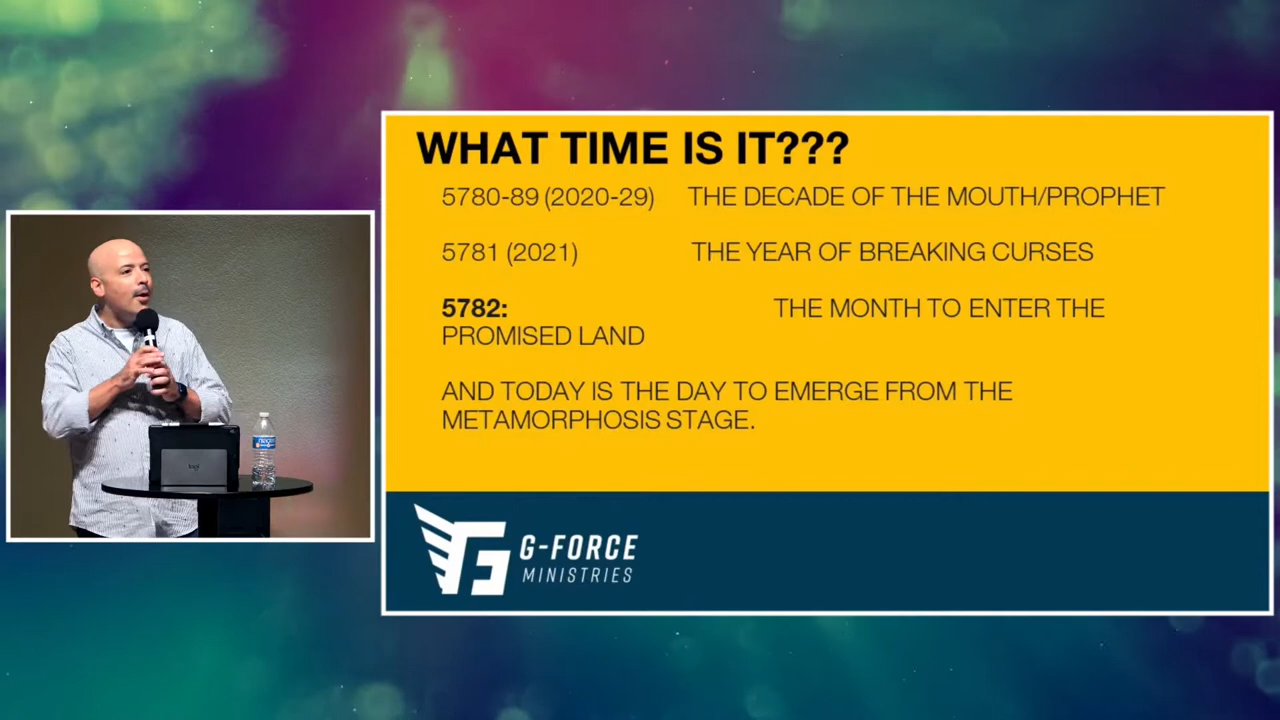 WHAT TIME IS IT???
5780-89 (2020-29) THE DECADE OF THE MOUTH/PROPHET
5781 (2021) THE YEAR OF BREAKING CURSES
5782: THE MONTH TO ENTER THE
PROMISED LAND
AND TODAY IS THE DAY TO EMERGE FROM THE
METAMORPHOSIS STAGE.
G-FORCE
MINISTRIES
logi